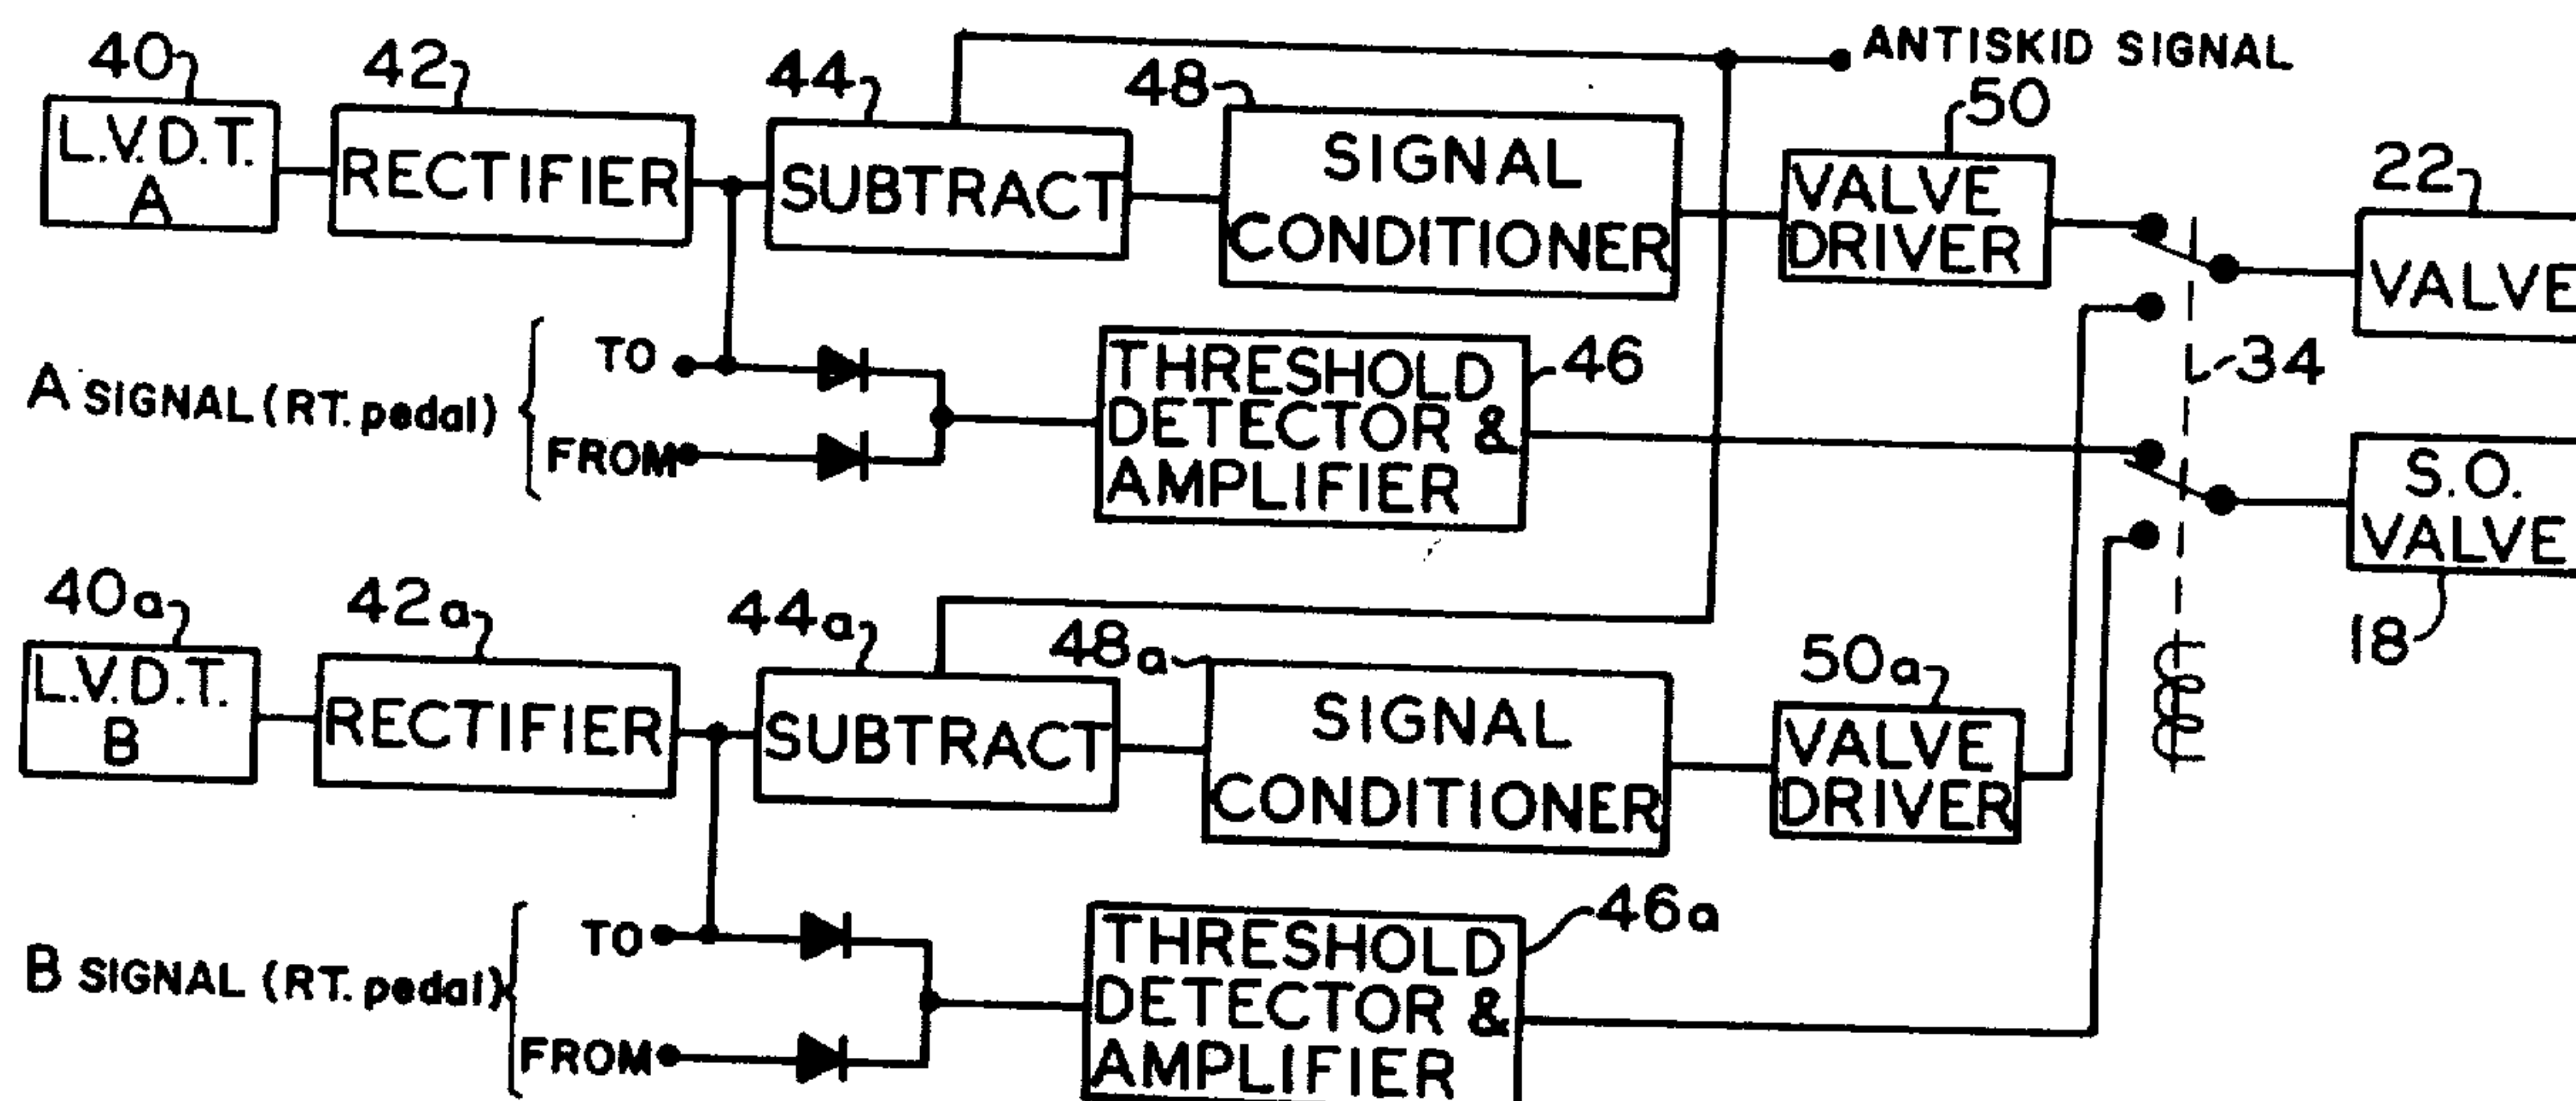 ANTISKID SIGNAL
40
42
44
48
50
22
L.V.D.T.
A
RECTIFIER
SUBTRACT
SIGNAL
CONDITIONER
VALVE
DRIVER
VALVE
A SIGNAL (RT. pedal)
TO
FROM
THRESHOLD
DETECTOR &
AMPLIFIER
46
34
S.O.
VALVE
18
40a
42a
44a
48a
50a
L.V.D.T.
B
RECTIFIER
SUBTRACT
SIGNAL
CONDITIONER
VALVE
DRIVER
B SIGNAL (RT. pedal)
TO
FROM
THRESHOLD
DETECTOR &
AMPLIFIER
46a